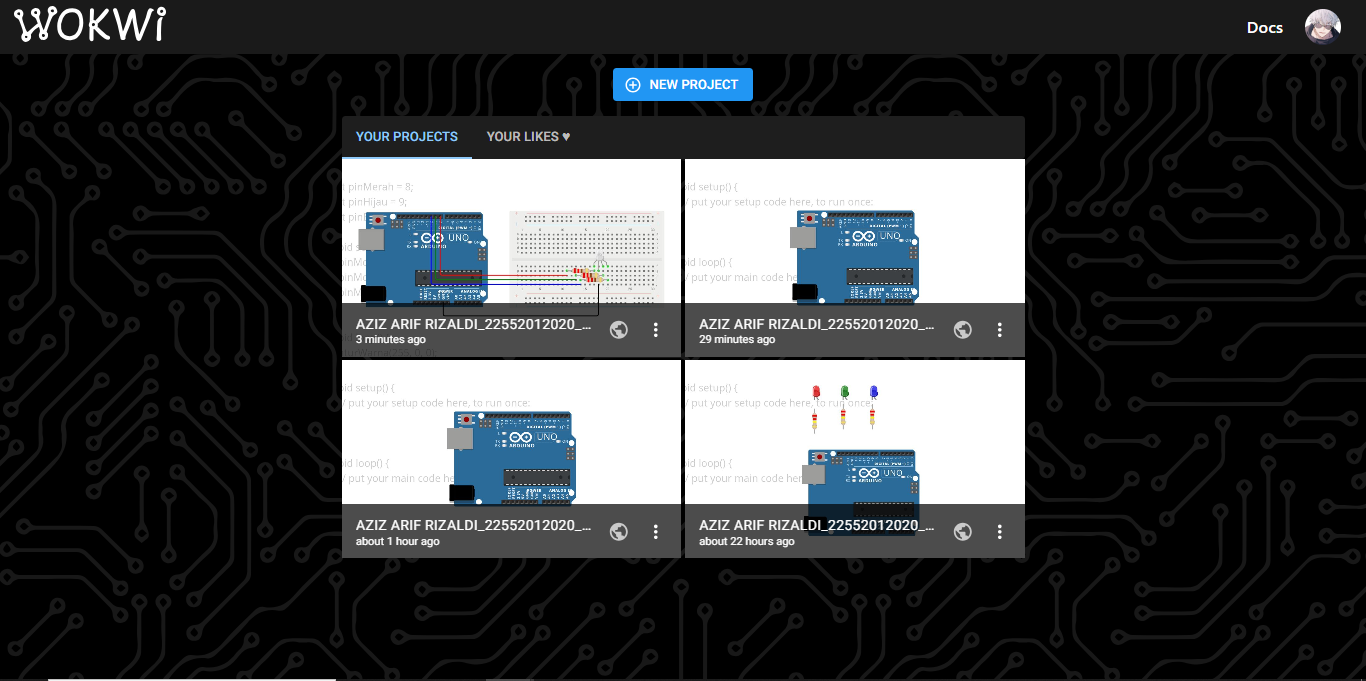 WOKWi
Docs
NEW PROJECT
YOUR PROJECTS
YOUR LIKES ♥
t pinMerah = 8;
t pinHijau = 9;
UNO
ARDUINO
AZIZ ARIF RIZALDI_22552012020_...
3 minutes ago
id setup() {
/ put your setup code here, to run once:
UNO
ARDUINO
id loop() {
/ put your main code he
AZIZ ARIF RIZALDI_22552012020_...
29 minutes ago
id setup() {
/ put your setup code here, to run once:
UNO
ARDUINO
id loop() {
/ put your main code he
AZIZ ARIF RIZALDI_22552012020_...
about 1 hour ago
id setup() {
/ put your setup code here, to run once:
UNO
ARDUINO
id loop() {
/ put your main code he
AZIZ ARIF RIZALDI_22552012020_...
about 22 hours ago